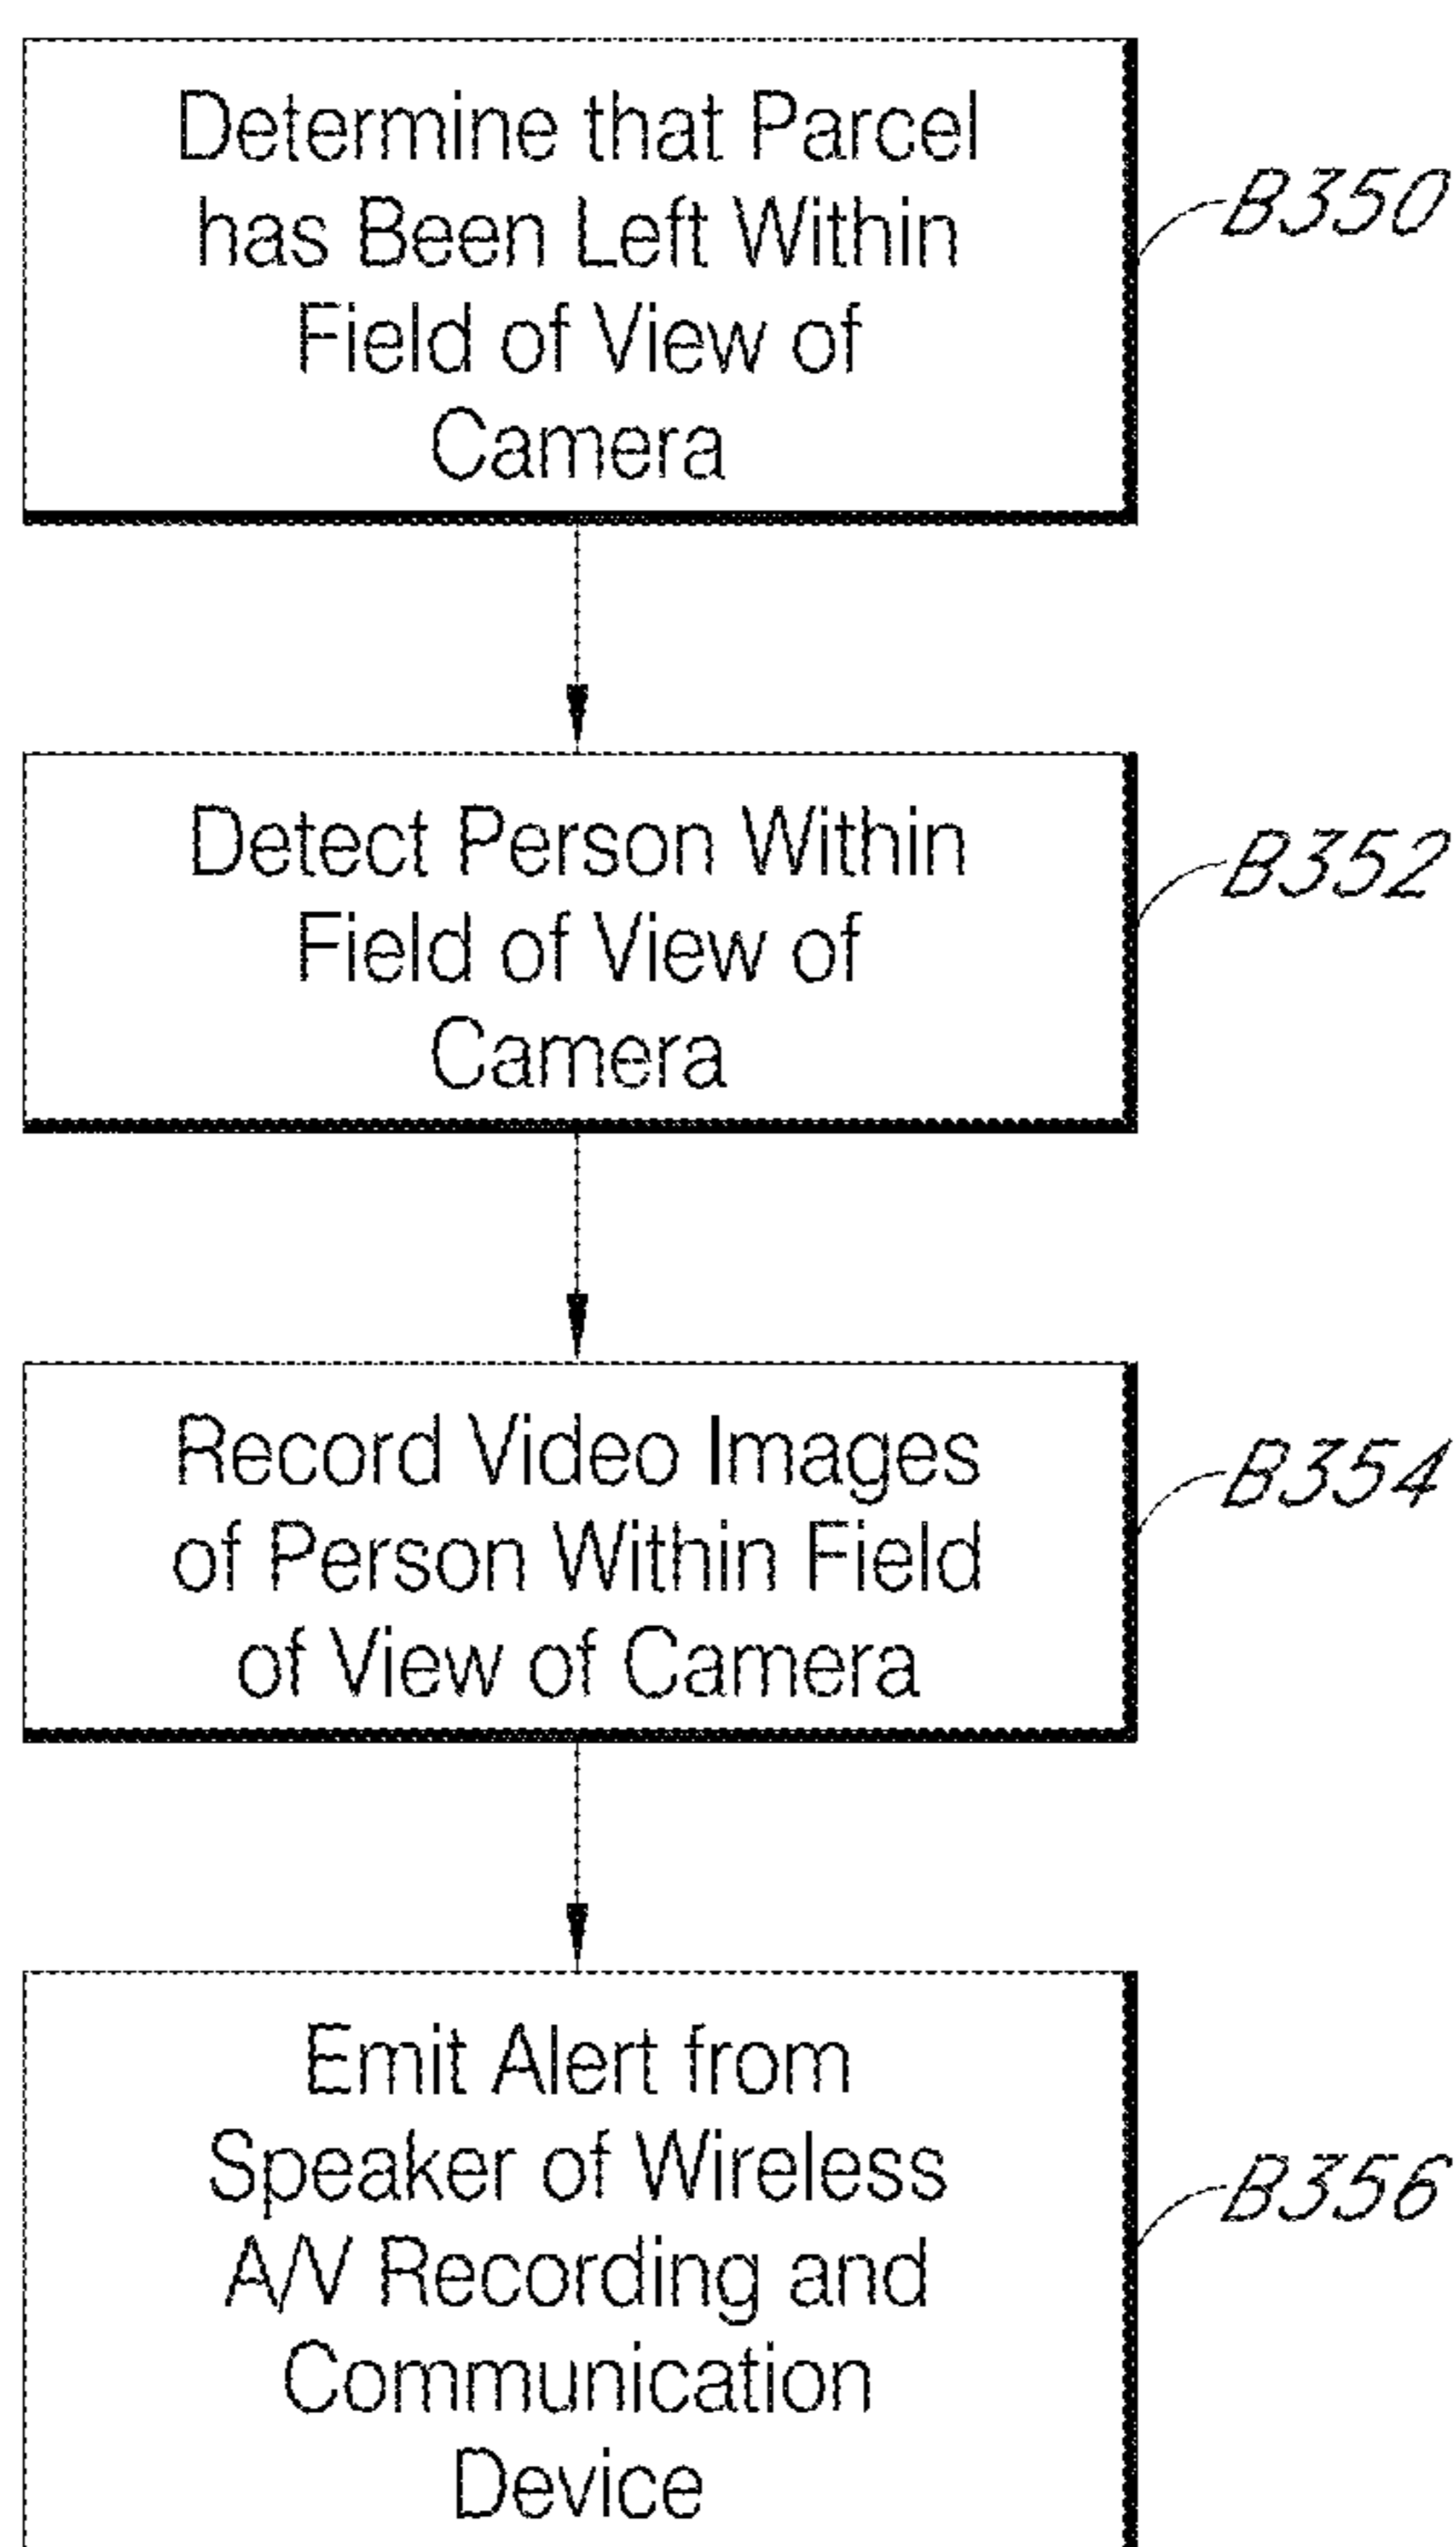 Determine that Parcel
has Been Left Within
Field of View of
Camera
B350
Detect Person Within
Field of View of
Camera
B352
Record Video Images
of Person Within Field
of View of Camera
B354
Emit Alert from
Speaker of Wireless
A/V Recording and
Communication
Device
B356